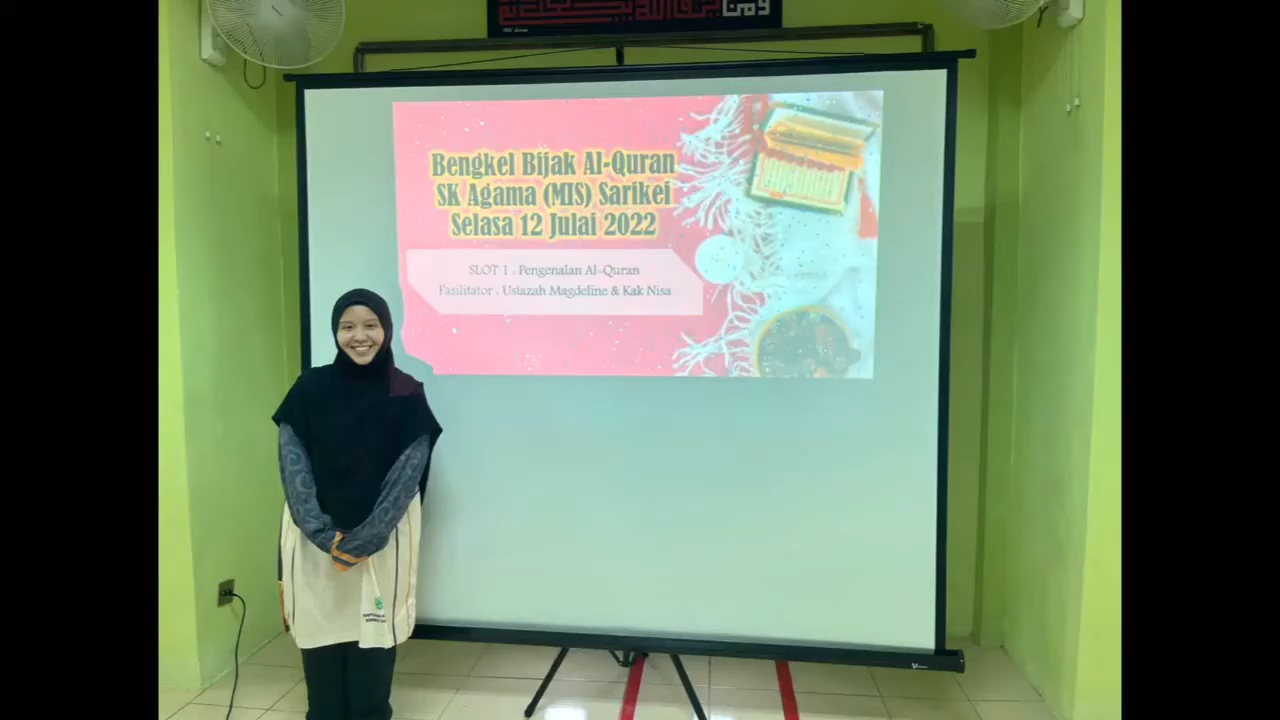 Bengkel Bijak Al-Quran
SK Agama (MIS) Sarikei
Selasa 12 Julai 2022
SLOT 1 : Pengenalan Al-Quran
Fasilitator : Ustazah Magdeline & Kak Nisa